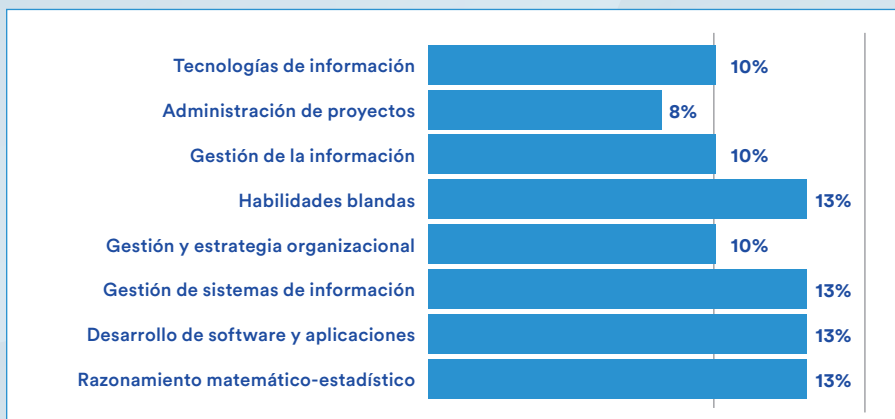 Tecnologías de información 10%
Administración de proyectos 8%
Gestión de la información 10%
Habilidades blandas 13%
Gestión y estrategia organizacional 10%
Gestión de sistemas de información 13%
Desarrollo de software y aplicaciones 13%
Razonamiento matemático-estadístico 13%